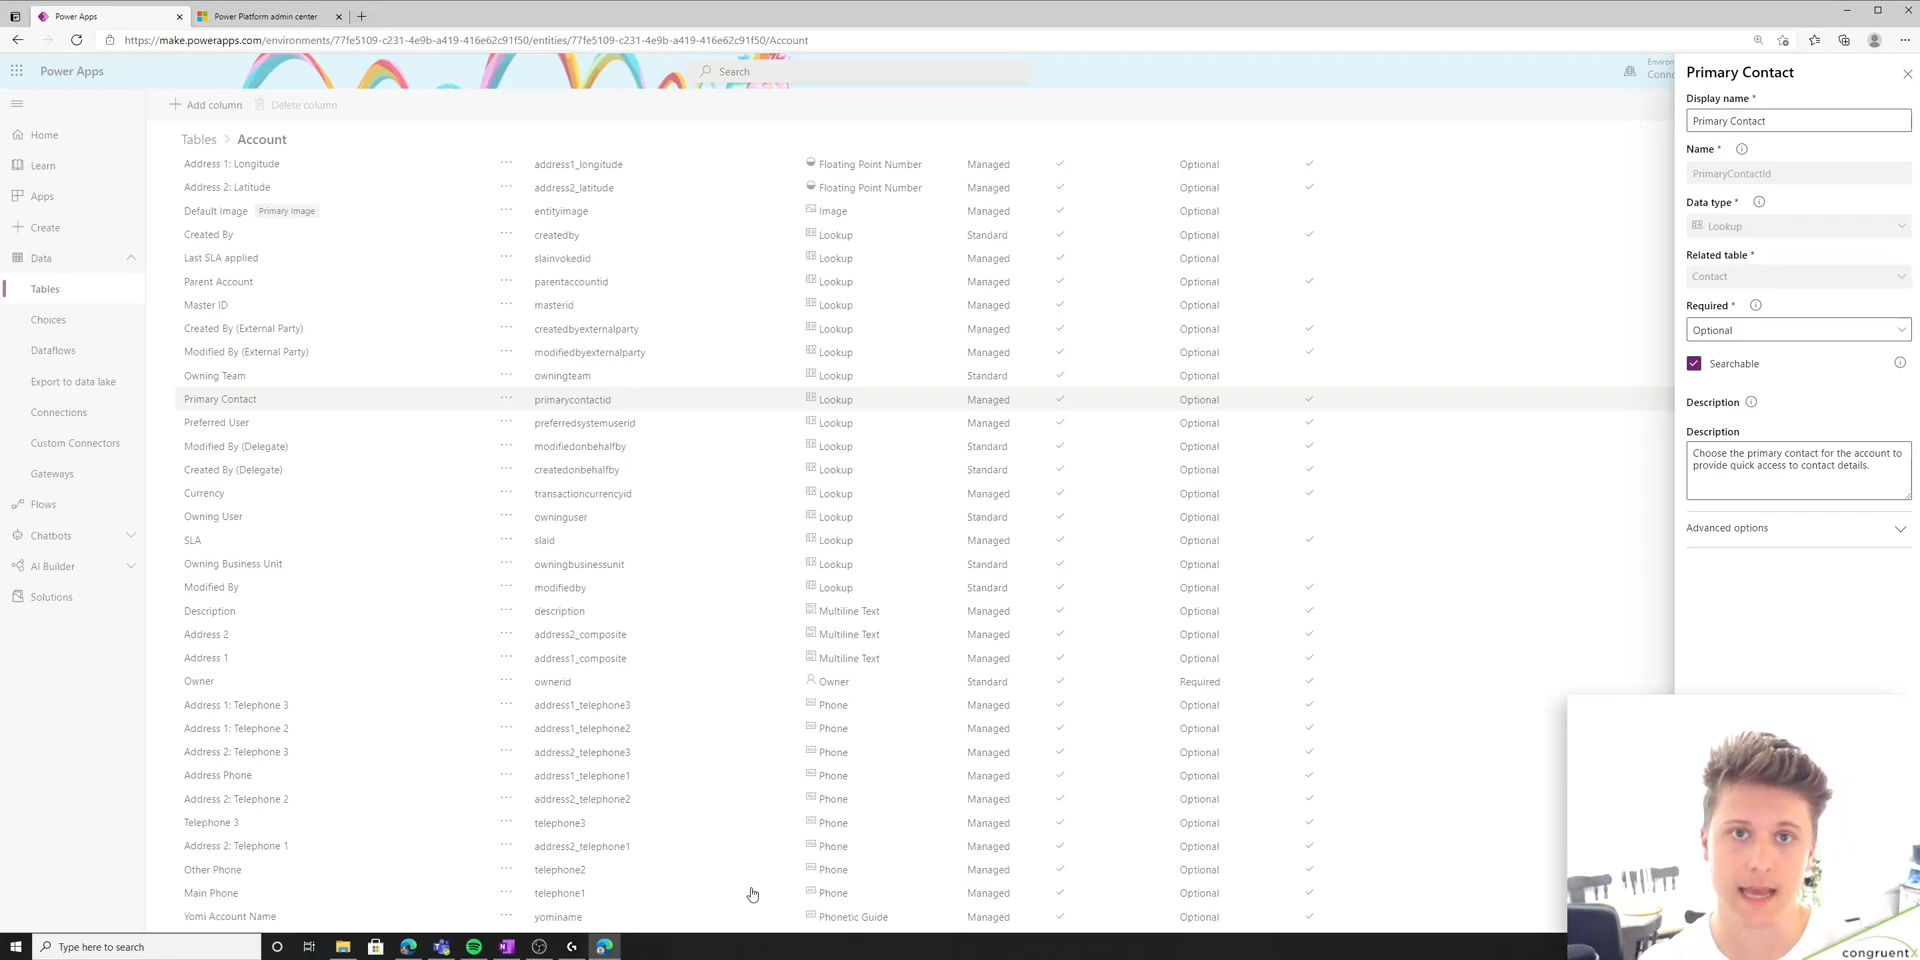 Power Apps
Power Platform admin center
https://make.powerapps.com/environments/77fe5109-c231-4e9b-a419-416e62c91f50/entities/77fe5109-c231-4e9b-a419-416e62c91f50/Account
Power Apps
Search
Environ
Conne
Add column
Delete column
Home
Learn
Apps
Create
Data
Tables
Choices
Dataflows
Export to data lake
Connections
Custom Connectors
Gateways
Flows
Chatbots
AI Builder
Solutions
Tables > Account
Address 1: Longitude ··· address1_longitude Floating Point Number Managed Optional
Address 2: Latitude ··· address2_latitude Floating Point Number Managed Optional
Default Image Primary Image ··· entityimage Image Managed Optional
Created By ··· createdby Lookup Standard Optional
Last SLA applied ··· slainvokedid Lookup Managed Optional
Parent Account ··· parentaccountid Lookup Managed Optional
Master ID ··· masterid Lookup Managed Optional
Created By (External Party) ··· createdbyexternalparty Lookup Managed Optional
Modified By (External Party) ··· modifiedbyexternalparty Lookup Managed Optional
Owning Team ··· owningteam Lookup Standard Optional
Primary Contact ··· primarycontactid Lookup Managed Optional
Preferred User ··· preferredsystemuserid Lookup Managed Optional
Modified By (Delegate) ··· modifiedonbehalfby Lookup Standard Optional
Created By (Delegate) ··· createdonbehalfby Lookup Standard Optional
Currency ··· transactioncurrencyid Lookup Managed Optional
Owning User ··· owninguser Lookup Standard Optional
SLA ··· slaid Lookup Managed Optional
Owning Business Unit ··· owningbusinessunit Lookup Standard Optional
Modified By ··· modifiedby Lookup Standard Optional
Description ··· description Multiline Text Managed Optional
Address 2 ··· address2_composite Multiline Text Managed Optional
Address 1 ··· address1_composite Multiline Text Managed Optional
Owner ··· ownerid Owner Standard Required
Address 1: Telephone 3 ··· address1_telephone3 Phone Managed Optional
Address 1: Telephone 2 ··· address1_telephone2 Phone Managed Optional
Address 2: Telephone 3 ··· address2_telephone3 Phone Managed Optional
Address Phone ··· address1_telephone1 Phone Managed Optional
Address 2: Telephone 2 ··· address2_telephone2 Phone Managed Optional
Telephone 3 ··· telephone3 Phone Managed Optional
Address 2: Telephone 1 ··· address2_telephone1 Phone Managed Optional
Other Phone ··· telephone2 Phone Managed Optional
Main Phone ··· telephone1 Phone Managed Optional
Yomi Account Name ··· yominame Phonetic Guide Managed Optional
Primary Contact
Display name *
Primary Contact
Name *
PrimaryContactId
Data type *
Lookup
Related table *
Contact
Required *
Optional
Searchable
Description
Description
Choose the primary contact for the account to
provide quick access to contact details.
Advanced options
congruentX
Type here to search